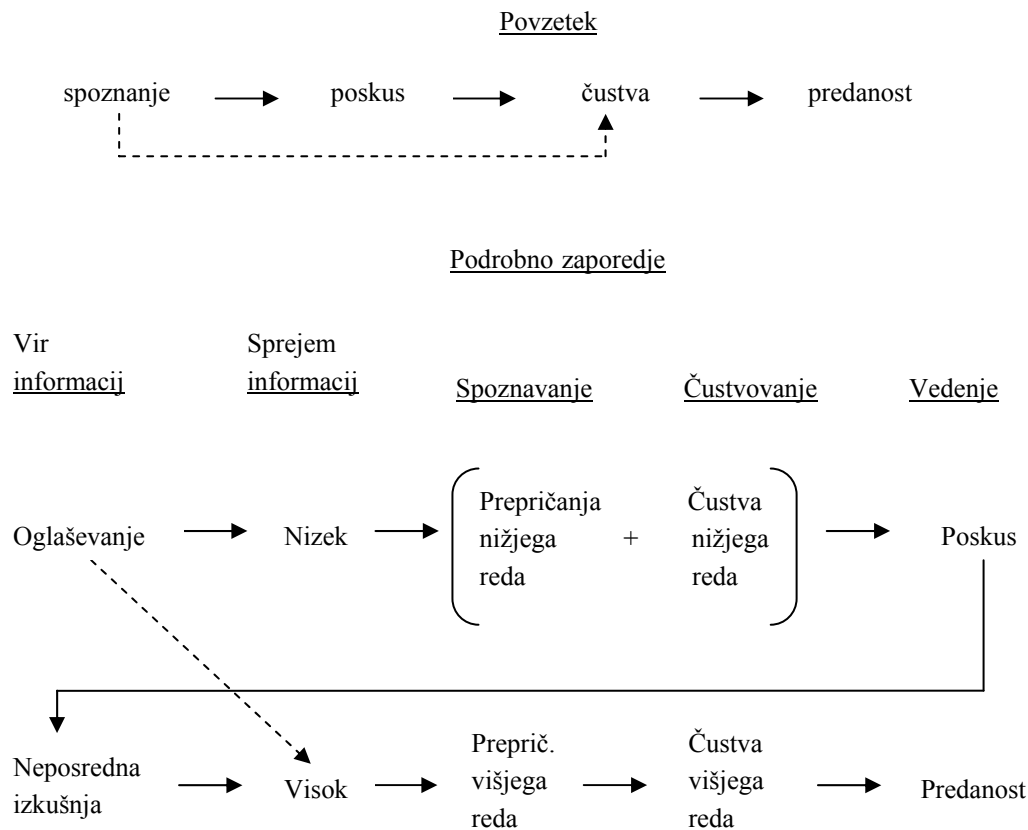 Povzetek
spoznanje poskus čustva predanost
Podrobno zaporedje
Vir
informacij
Sprejem
informacij
Spoznavanje
Čustvovanje
Vedenje
Oglaševanje
Nizek
Prepričanja
nižjega
reda
+
Čustva
nižjega
reda
Poskus
Neposredna
izkušnja
Visok
Preprič.
višjega
reda
Čustva
višjega
reda
Predanost